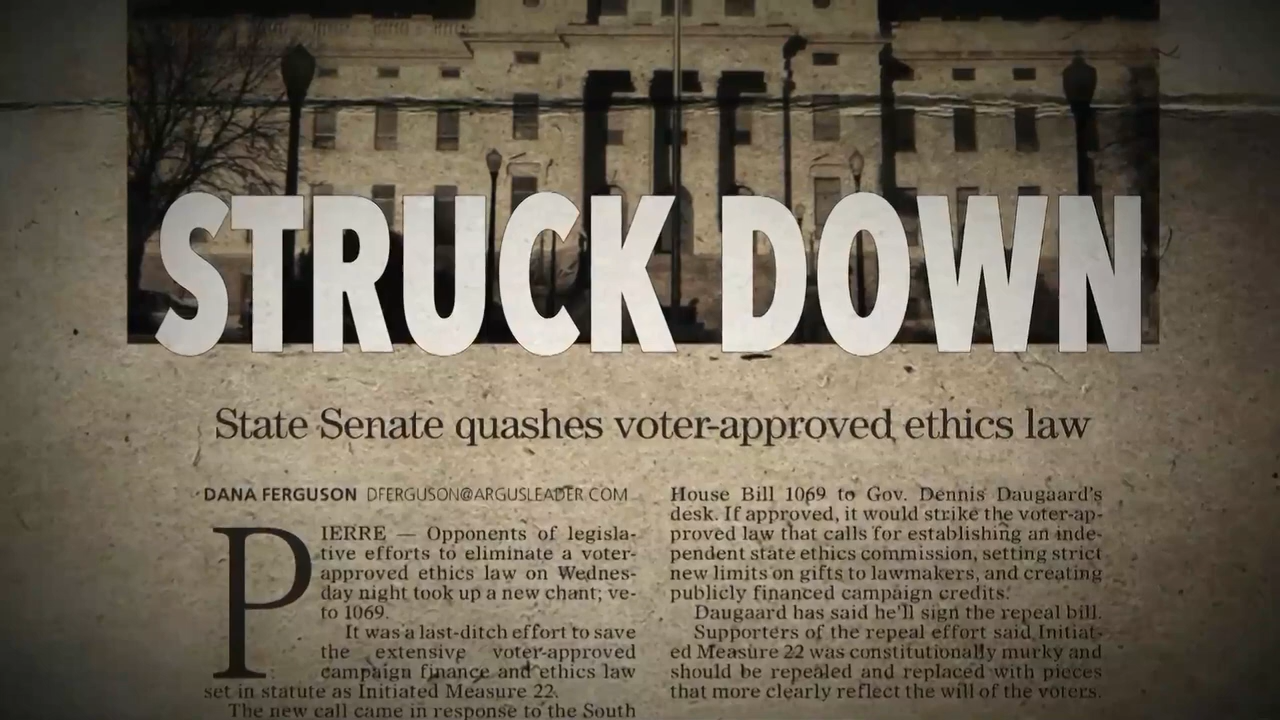 STRUCK DOWN
State Senate quashes voter-approved ethics law
DANA FERGUSON DFERGUSON@ARGUSLEADER.COM
PIERRE — Opponents of legisla-
tive efforts to eliminate a voter-
approved ethics law on Wednes-
day night took up a new chant; ve-
to 1069.
It was a last-ditch effort to save
the extensive voter-approved
campaign finance and ethics law
set in statute as Initiated Measure 22.
The new call came in response to the South
House Bill 1069 to Gov. Dennis Daugaard's
desk. If approved, it would strike the voter-ap-
proved law that calls for establishing an inde-
pendent state ethics commission, setting strict
new limits on gifts to lawmakers, and creating
publicly financed campaign credits.
Daugaard has said he'll sign the repeal bill.
Supporters of the repeal effort said Initiat-
ed Measure 22 was constitutionally murky and
should be repealed and replaced with pieces
that more clearly reflect the will of the voters.